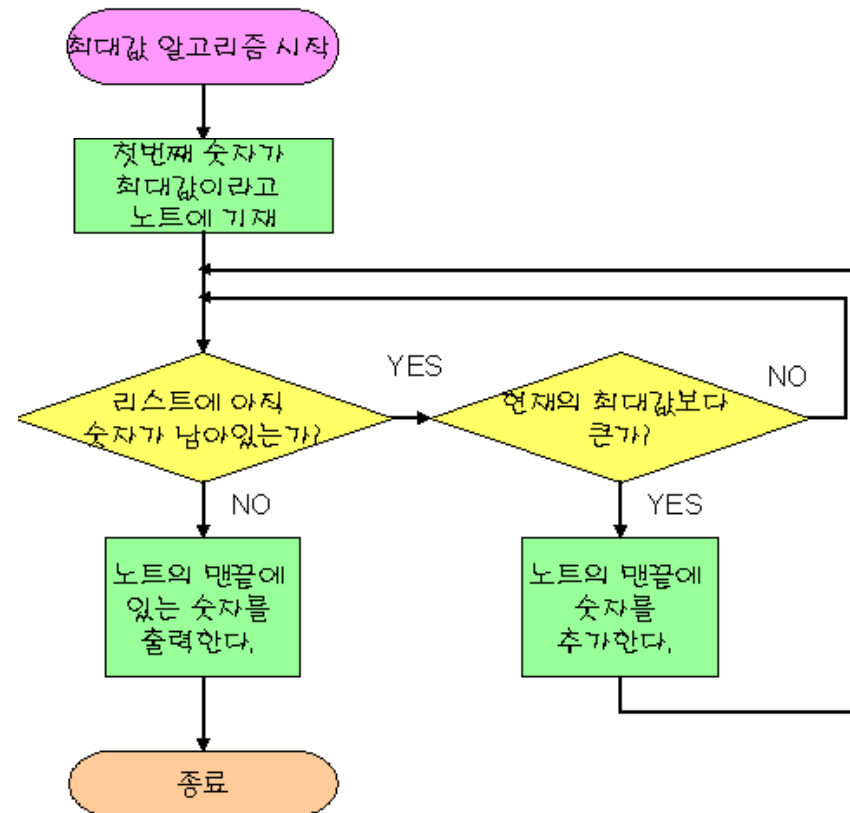 최대값 알고리즘 시작
첫번째 숫자가
최대값이라고
노트에 기재
리스트에 아직
숫자가 남아있는가?
YES
현재의 최대값보다
큰가?
NO
NO
YES
노트의 맨끝에
있는 숫자를
출력한다.
노트의 맨끝에
숫자를
추가한다.
종료